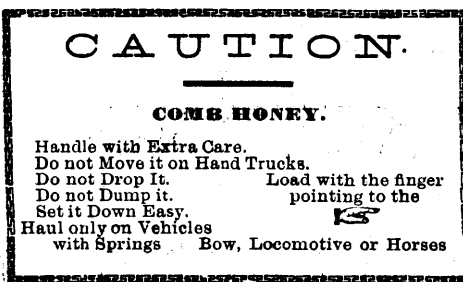 CAUTION.
COMB HONEY.
Handle with Extra Care.
Do not Move it on Hand Trucks.
Do not Drop It. Load with the finger
Do not Dump it. pointing to the
Set it Down Easy.
Haul only on Vehicles
with Springs Bow, Locomotive or Horses